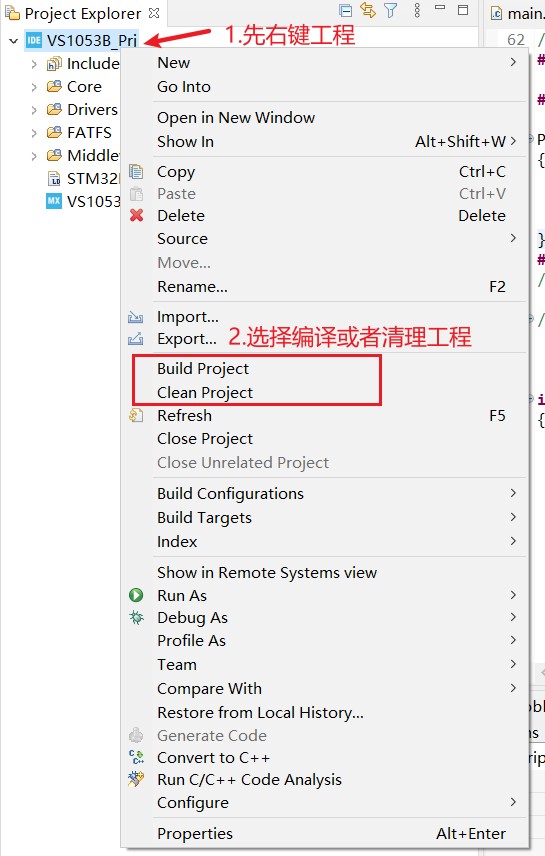 Project Explorer
main.
IDE VS1053B_Prj
1.先右键工程
62
Include
Core
Drivers
FATFS
Middlew
STM32
MX VS1053
New
Go Into
Open in New Window
Show In Alt+Shift+W
Copy Ctrl+C
Paste Ctrl+V
Delete Delete
Source
Move...
Rename... F2
Import...
Export...
2.选择编译或者清理工程
Build Project
Clean Project
Refresh F5
Close Project
Close Unrelated Project
Build Configurations
Build Targets
Index
Show in Remote Systems view
Run As
Debug As
Profile As
Team
Compare With
Restore from Local History...
Generate Code
Convert to C++
Run C/C++ Code Analysis
Configure
Properties Alt+Enter